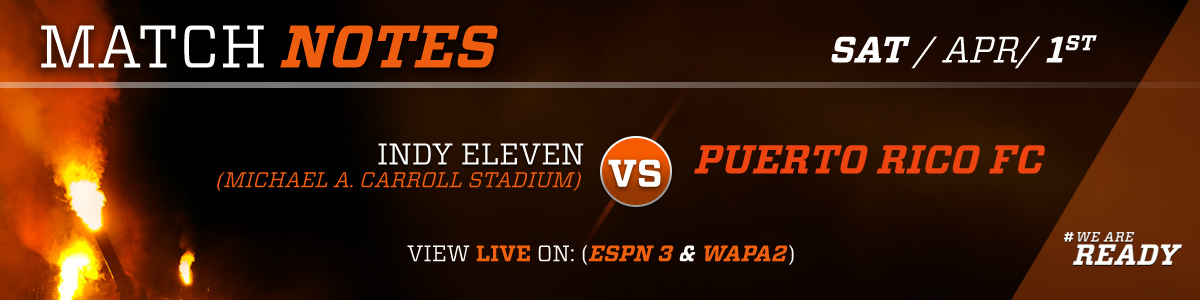 MATCH NOTES
SAT / APR/ 1ST
INDY ELEVEN
(MICHAEL A. CARROLL STADIUM)
VS
PUERTO RICO FC
VIEW LIVE ON: (ESPN 3 & WAPA2)
#WE ARE
READY